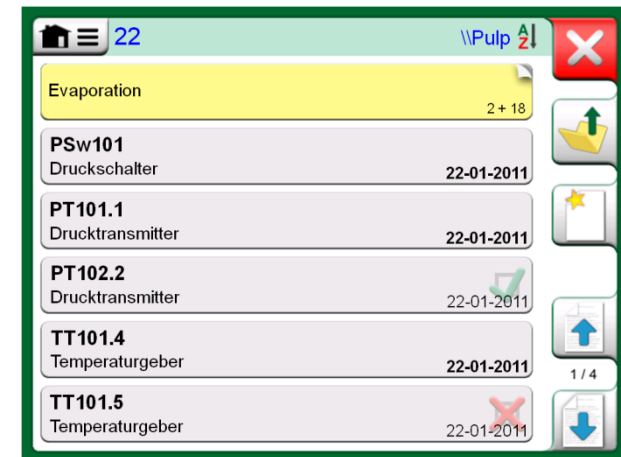 22
\\Pulp AZ
Evaporation
2 + 18
PSw101
Druckschalter
22-01-2011
PT101.1
Drucktransmitter
22-01-2011
PT102.2
Drucktransmitter
22-01-2011
TT101.4
Temperaturgeber
22-01-2011
1 / 4
TT101.5
Temperaturgeber
22-01-2011